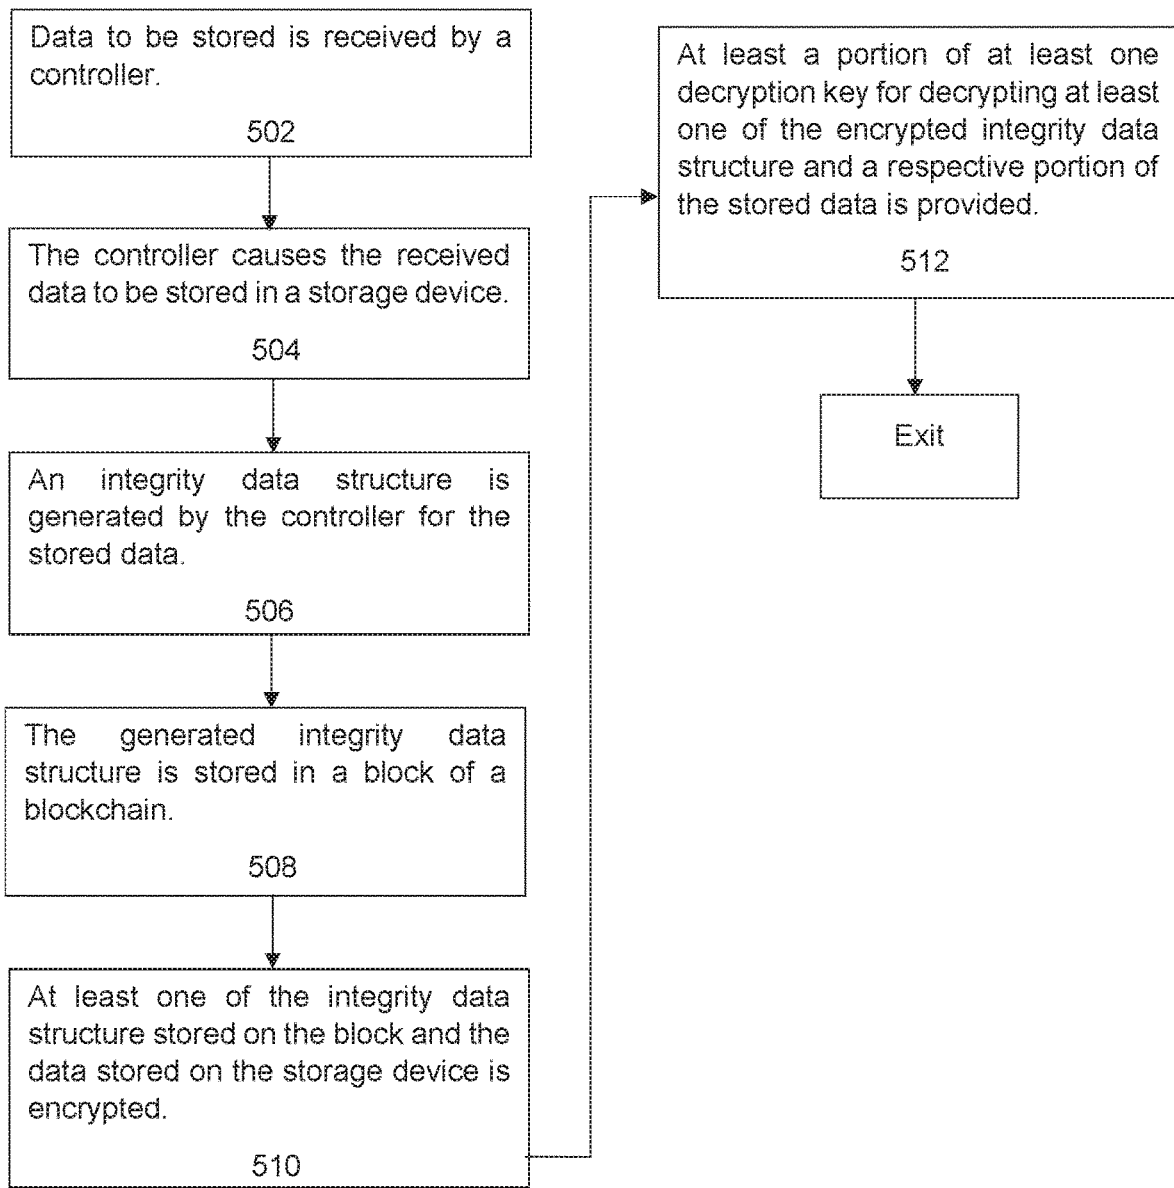 Data to be stored is received by a
controller.
502
The controller causes the received
data to be stored in a storage device.
504
An integrity data structure is
generated by the controller for the
stored data.
506
The generated integrity data
structure is stored in a block of a
blockchain.
508
At least one of the integrity data
structure stored on the block and the
data stored on the storage device is
encrypted.
510
At least a portion of at least one
decryption key for decrypting at least
one of the encrypted integrity data
structure and a respective portion of
the stored data is provided.
512
Exit